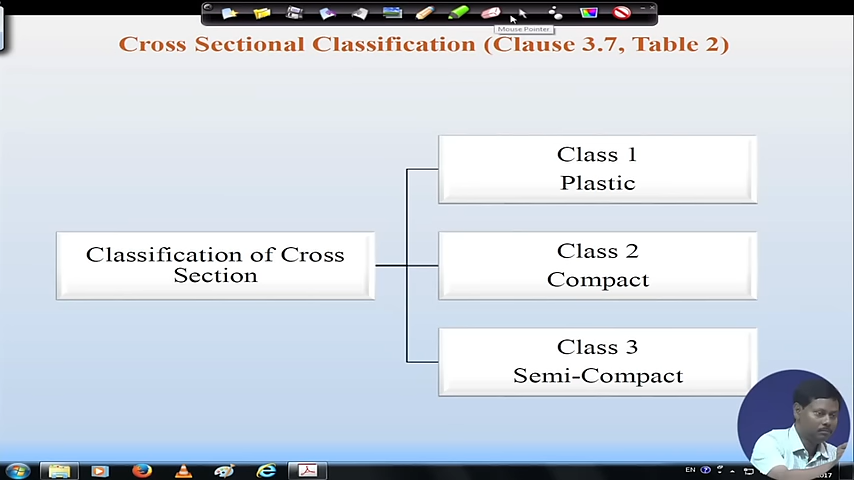 Mouse Pointer
Cross Sectional Classification (Clause 3.7, Table 2)
Class 1
Plastic
Classification of Cross
Section
Class 2
Compact
Class 3
Semi-Compact
EN
2017